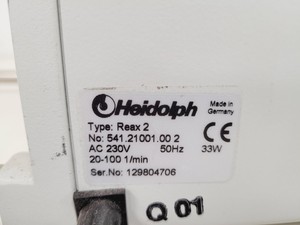 Heidolph
Made in
Germany
Type: Reax 2
No: 541.21001.00 2
AC 230V 50Hz 33W
20-100 1/min
Ser.No: 129804706
CE
Q 01